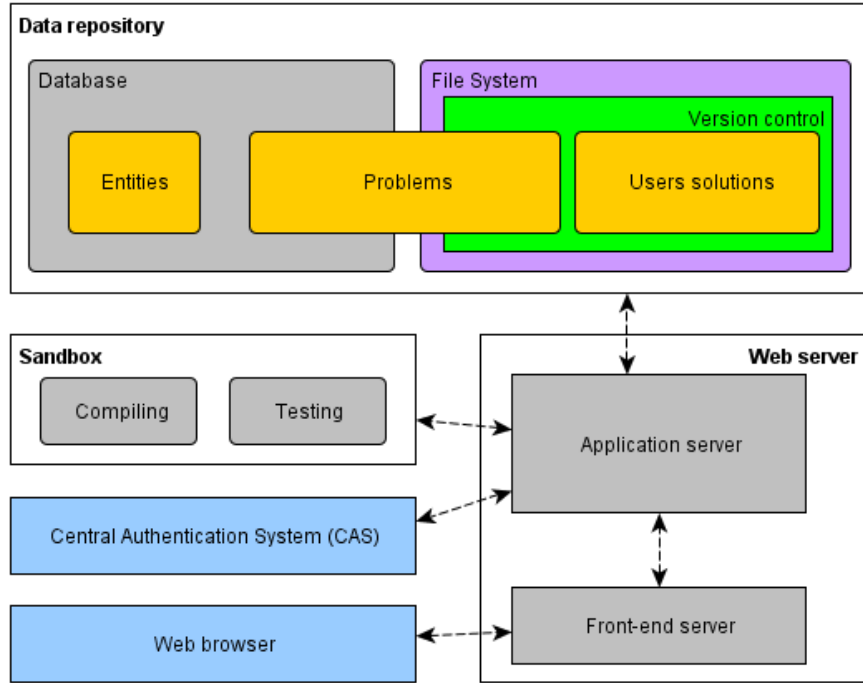 Data repository
Database
File System
Version control
Entities
Problems
Users solutions
Sandbox
Web server
Compiling
Testing
Application server
Central Authentication System (CAS)
Front-end server
Web browser